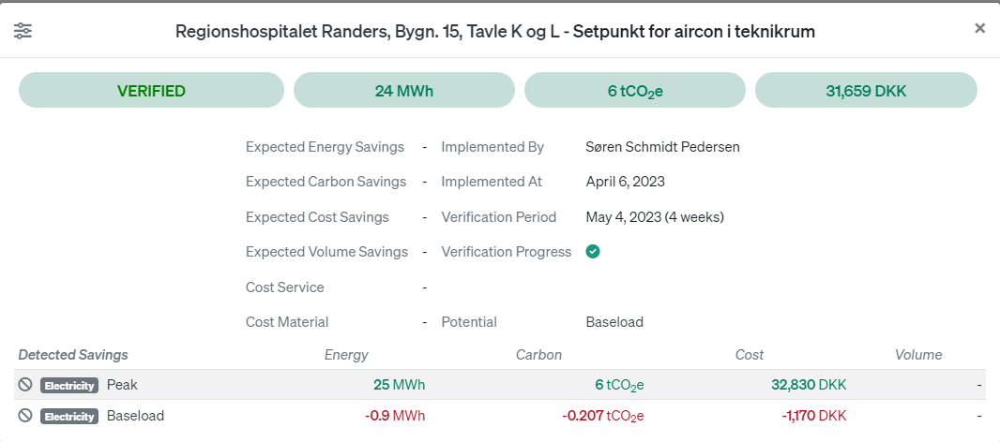 Regionshospitalet Randers, Bygn. 15, Tavle K og L - Setpunkt for aircon i teknikrum ×
VERIFIED 24 MWh 6 tCO₂e 31,659 DKK
Expected Energy Savings - Implemented By Søren Schmidt Pedersen
Expected Carbon Savings - Implemented At April 6, 2023
Expected Cost Savings - Verification Period May 4, 2023 (4 weeks)
Expected Volume Savings - Verification Progress
Cost Service -
Cost Material - Potential Baseload
Detected Savings Energy Carbon Cost Volume
Electricity Peak 25 MWh 6 tCO₂e 32,830 DKK -
Electricity Baseload -0.9 MWh -0.207 tCO₂e -1,170 DKK -